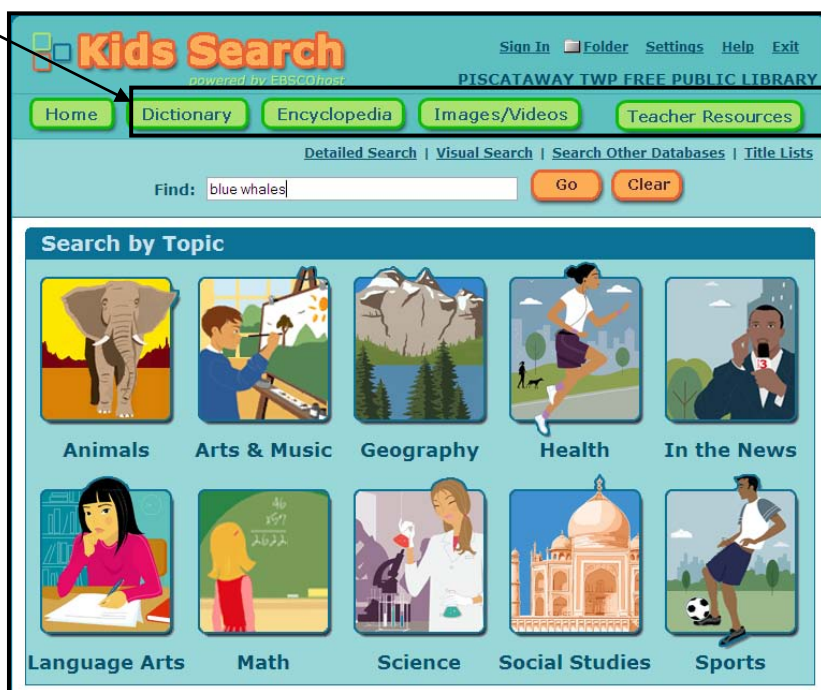 Kids Search
powered by EBSCOhost
Sign In Folder Settings Help Exit
PISCATAWAY TWP FREE PUBLIC LIBRARY
Home Dictionary Encyclopedia Images/Videos Teacher Resources
Detailed Search | Visual Search | Search Other Databases | Title Lists
Find: blue whales Go Clear
Search by Topic
3
Animals Arts & Music Geography Health In the News
Language Arts Math Science Social Studies Sports